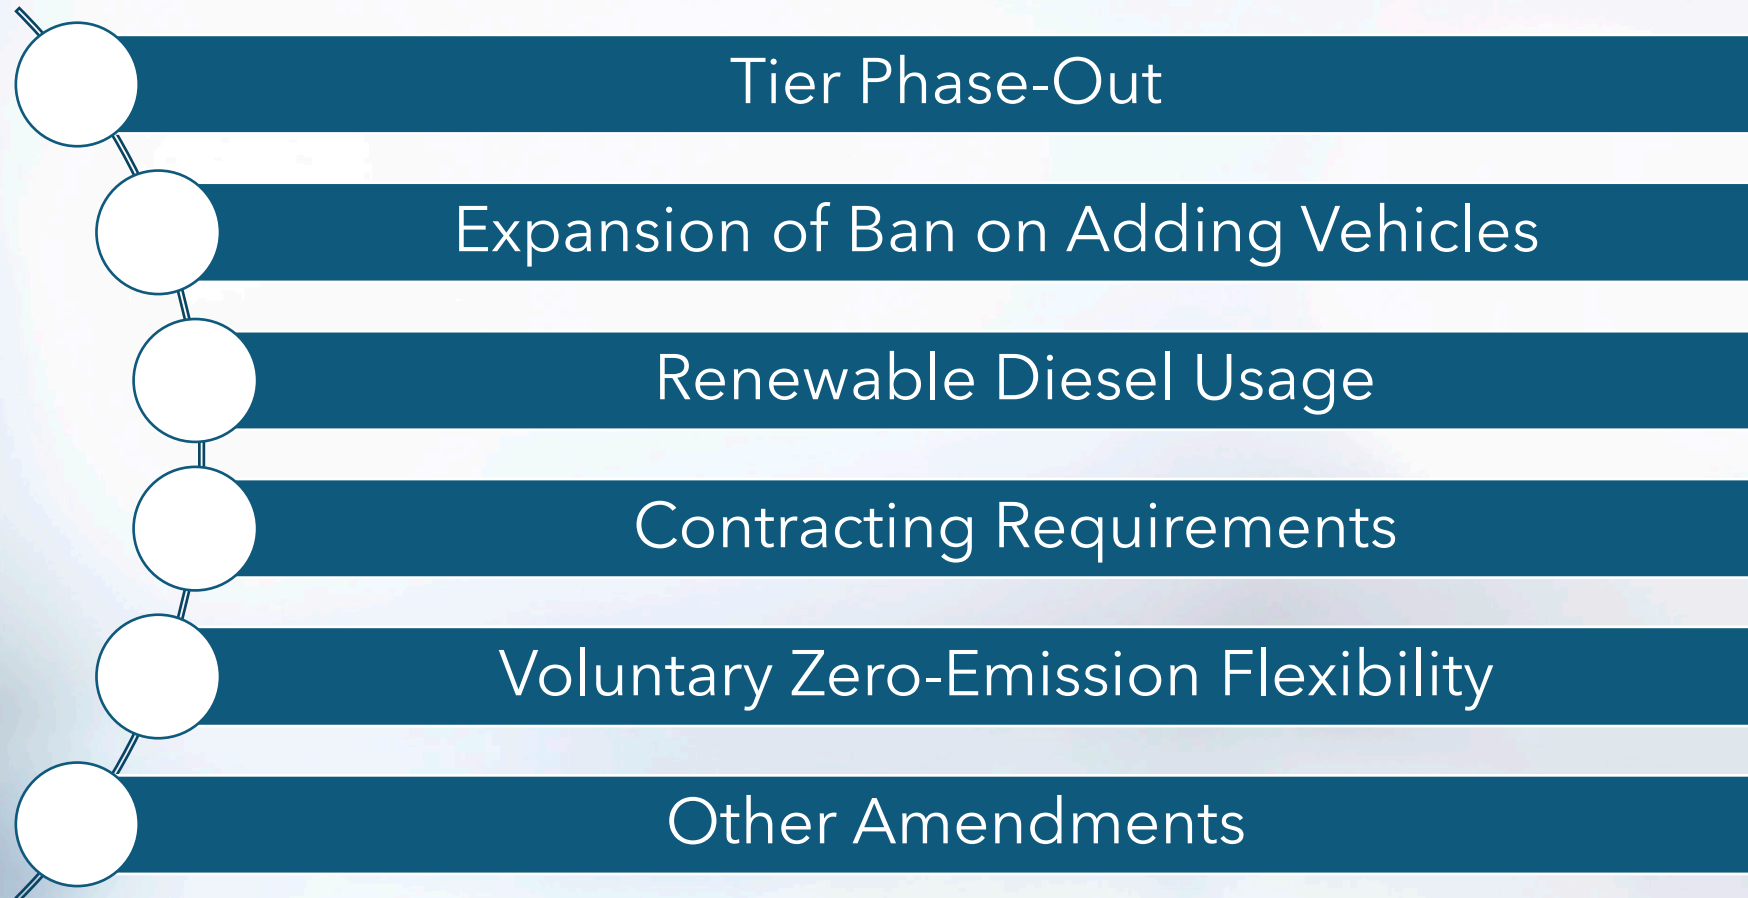 Tier Phase-Out
Expansion of Ban on Adding Vehicles
Renewable Diesel Usage
Contracting Requirements
Voluntary Zero-Emission Flexibility
Other Amendments